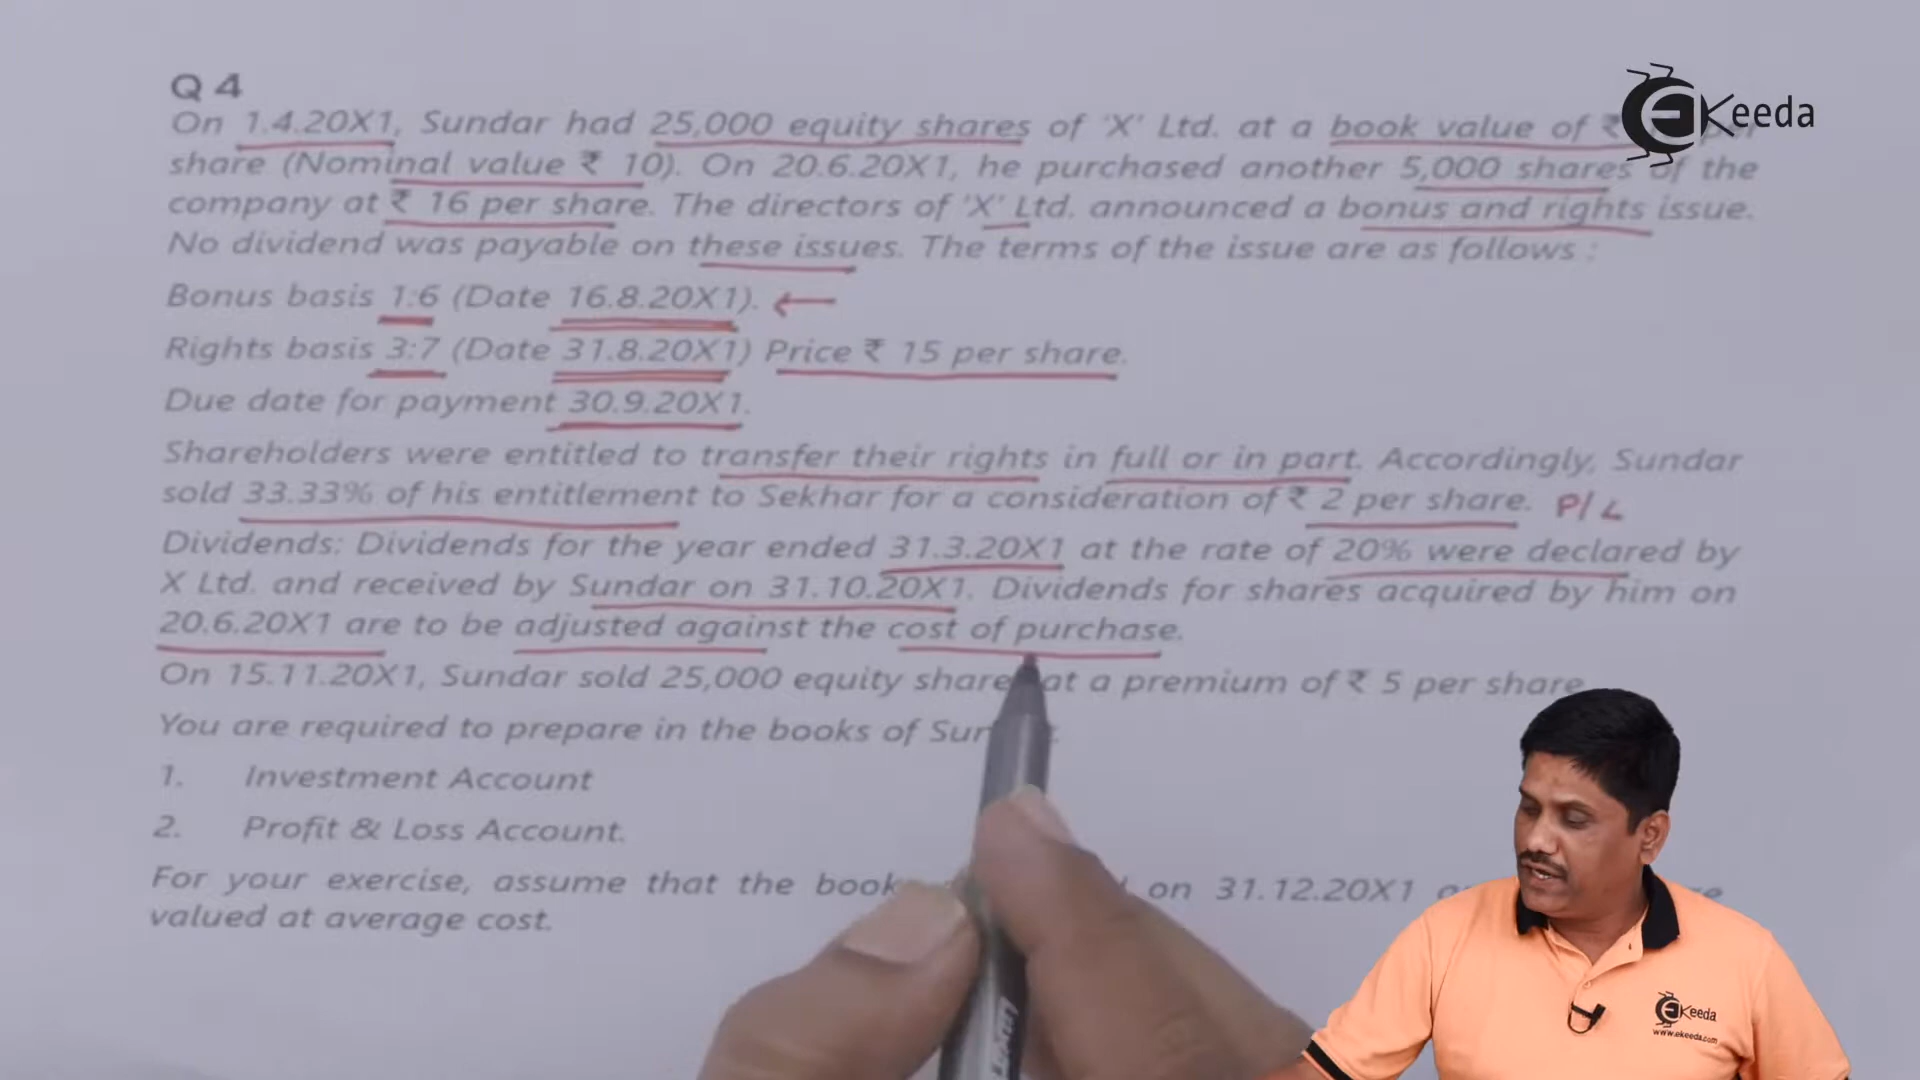 Q 4
Keeda
On 1.4.20X1, Sundar had 25,000 equity shares of 'X' Ltd. at a book value of ₹
share (Nominal value ₹ 10). On 20.6.20X1, he purchased another 5,000 shares of the
company at ₹ 16 per share. The directors of 'X' Ltd. announced a bonus and rights issue.
No dividend was payable on these issues. The terms of the issue are as follows :
Bonus basis 1:6 (Date 16.8.20X1). ←
Rights basis 3:7 (Date 31.8.20X1) Price ₹ 15 per share.
Due date for payment 30.9.20X1.
Shareholders were entitled to transfer their rights in full or in part. Accordingly, Sundar
sold 33.33% of his entitlement to Sekhar for a consideration of ₹ 2 per share. P/L
Dividends: Dividends for the year ended 31.3.20X1 at the rate of 20% were declared by
X Ltd. and received by Sundar on 31.10.20X1. Dividends for shares acquired by him on
20.6.20X1 are to be adjusted against the cost of purchase.
On 15.11.20X1, Sundar sold 25,000 equity share at a premium of ₹ 5 per share
You are required to prepare in the books of
1. Investment Account
2. Profit & Loss Account.
For your exercise, assume that the book on 31.12.20X1
valued at average cost.
Keeda
www.ekeeda.com